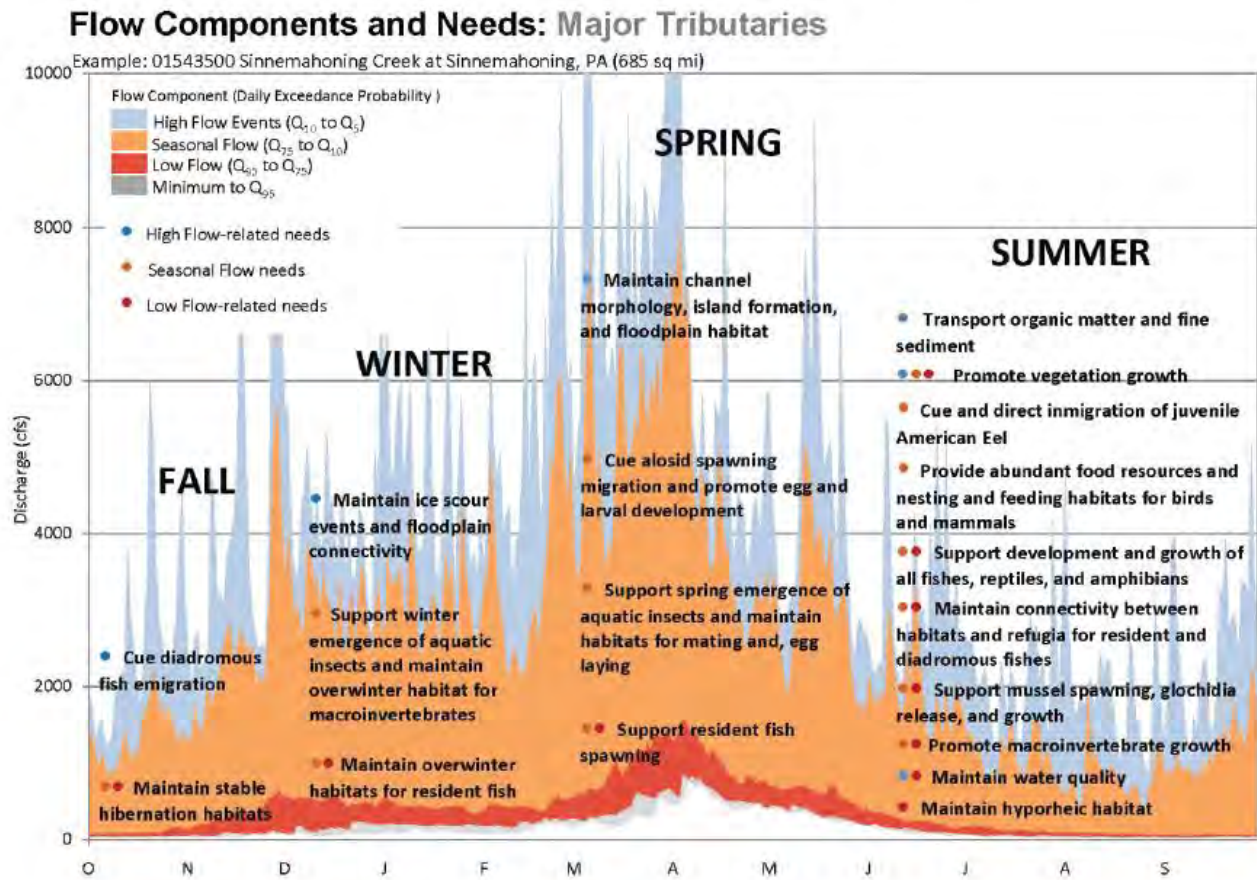 Flow Components and Needs: Major Tributaries
Example: 01543500 Sinnemahoning Creek at Sinnemahoning, PA (685 sq mi)
10000
8000
6000
4000
2000
0
Discharge (cfs)
Flow Component (Daily Exceedance Probability )
High Flow Events (Q10 to Q5)
Seasonal Flow (Q75 to Q10)
Low Flow (Q95 to Q75)
Minimum to Q95
High Flow-related needs
Seasonal Flow needs
Low Flow-related needs
FALL
Cue diadromous
fish emigration
Maintain stable
hibernation habitats
WINTER
Maintain ice scour
events and floodplain
connectivity
Support winter
emergence of aquatic
insects and maintain
overwinter habitat for
macroinvertebrates
Maintain overwinter
habitats for resident fish
SPRING
Maintain channel
morphology, island formation,
and floodplain habitat
Cue alosid spawning
migration and promote egg and
larval development
Support spring emergence of
aquatic insects and maintain
habitats for mating and, egg
laying
Support resident fish
spawning
SUMMER
Transport organic matter and fine
sediment
Promote vegetation growth
Cue and direct inmigration of juvenile
American Eel
Provide abundant food resources and
nesting and feeding habitats for birds
and mammals
Support development and growth of
all fishes, reptiles, and amphibians
Maintain connectivity between
habitats and refugia for resident and
diadromous fishes
Support mussel spawning, glochidia
release, and growth
Promote macroinvertebrate growth
Maintain water quality
Maintain hyporheic habitat
O N D J F M A M J J A S